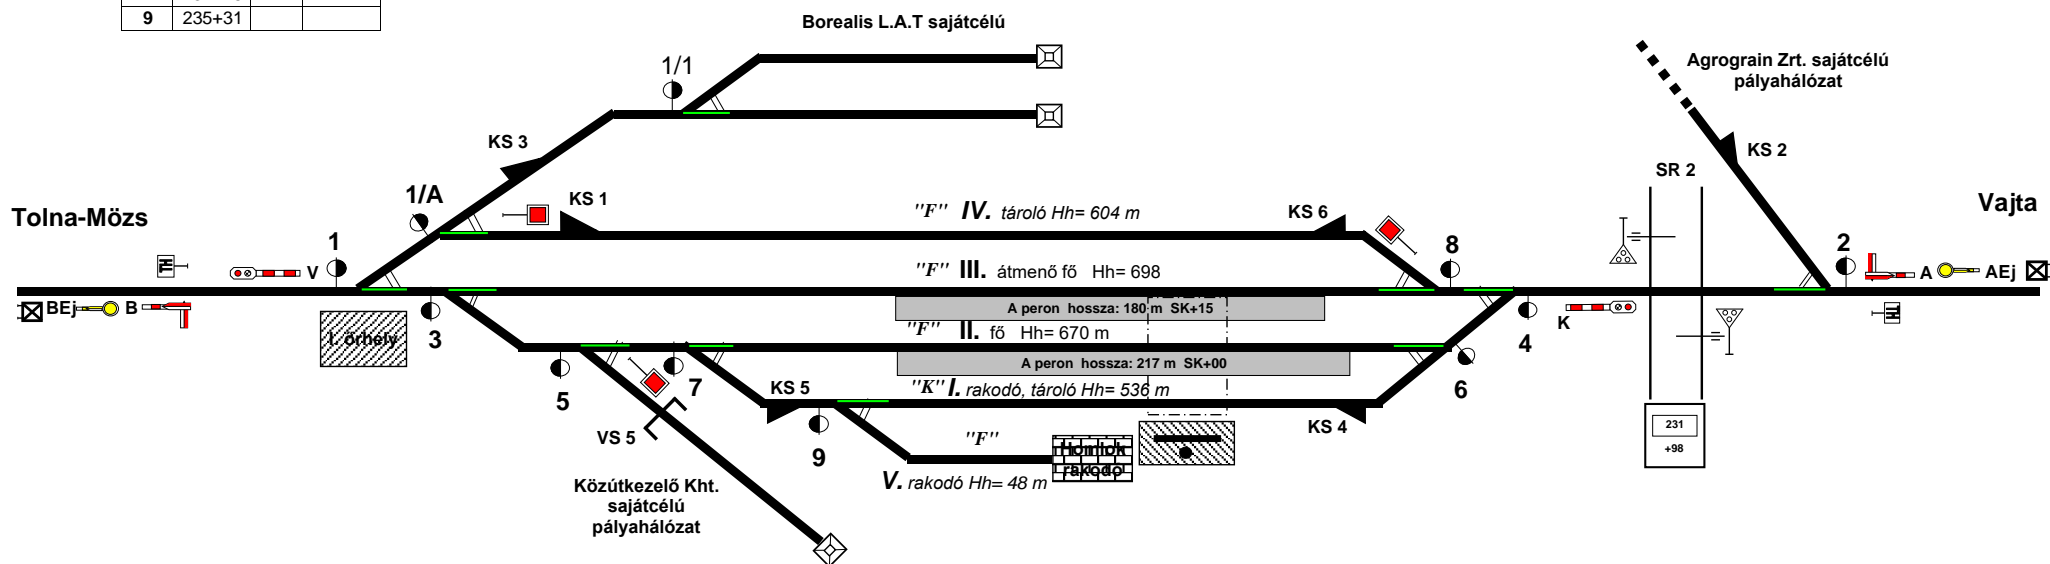 9 235+31
Borealis L.A.T sajátcélú
1/1
Agrograin Zrt. sajátcélú
pályahálózat
KS 3
KS 2
SR 2
1/A
KS 1
"F" IV. tároló Hh= 604 m
KS 6
Tolna-Mözs
Vajta
1
8
2
TH
V
"F" III. átmenő fő Hh= 698
A
AEj
BEj
B
A peron hossza: 180 m SK+15
K
TH
I. őrhely
3
"F" II. fő Hh= 670 m
4
A peron hossza: 217 m SK+00
5
7
KS 5
"K" I. rakodó, tároló Hh= 536 m
6
VS 5
KS 4
231
+98
9
"F"
Homlok
rakodó
V. rakodó Hh= 48 m
Közútkezelő Kht.
sajátcélú
pályahálózat